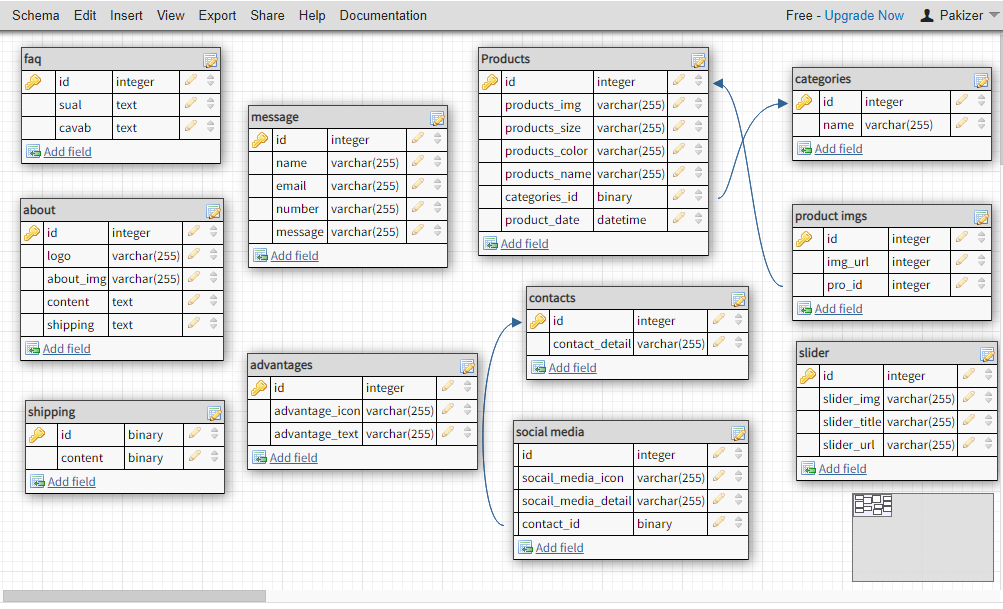 Schema Edit Insert View Export Share Help Documentation Free - Upgrade Now Pakizer
faq
id integer
sual text
cavab text
Add field
about
id integer
logo varchar(255)
about_img varchar(255)
content text
shipping text
Add field
shipping
id binary
content binary
Add field
message
id integer
name varchar(255)
email varchar(255)
number varchar(255)
message varchar(255)
Add field
advantages
id integer
advantage_icon varchar(255)
advantage_text varchar(255)
Add field
Products
id integer
products_img varchar(255)
products_size varchar(255)
products_color varchar(255)
products_name varchar(255)
categories_id binary
product_date datetime
Add field
contacts
id integer
contact_detail varchar(255)
Add field
social media
id integer
socail_media_icon varchar(255)
socail_media_detail varchar(255)
contact_id binary
Add field
categories
id integer
name varchar(255)
Add field
product imgs
id integer
img_url integer
pro_id integer
Add field
slider
id integer
slider_img varchar(255)
slider_title varchar(255)
slider_url varchar(255)
Add field